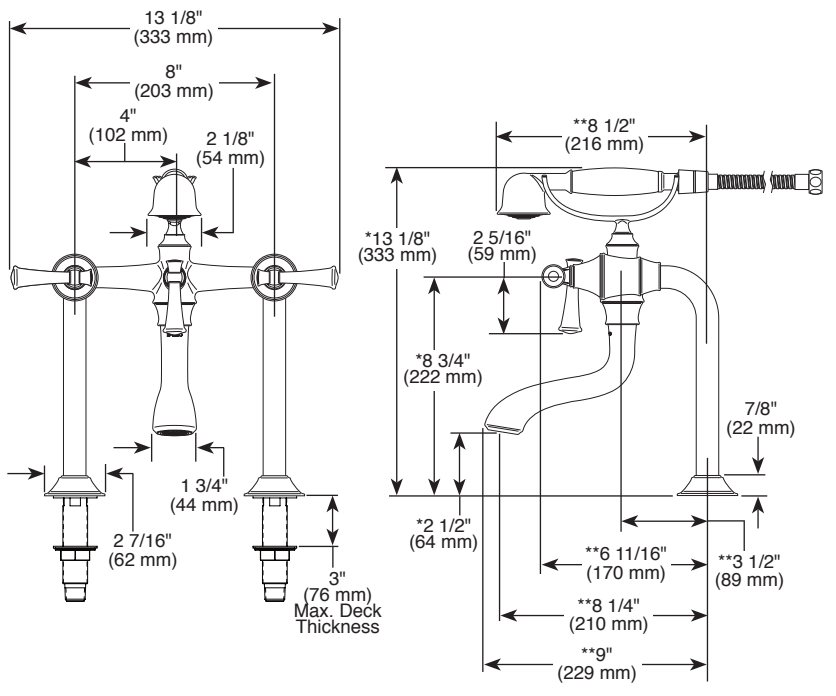 13 1/8"
(333 mm)
8"
(203 mm)
4"
(102 mm)
2 1/8"
(54 mm)
1 3/4"
(44 mm)
2 7/16"
(62 mm)
3"
(76 mm)
Max. Deck
Thickness
**8 1/2"
(216 mm)
*13 1/8"
(333 mm)
2 5/16"
(59 mm)
*8 3/4"
(222 mm)
7/8"
(22 mm)
*2 1/2"
(64 mm)
**6 11/16"
(170 mm)
**3 1/2"
(89 mm)
**8 1/4"
(210 mm)
**9"
(229 mm)